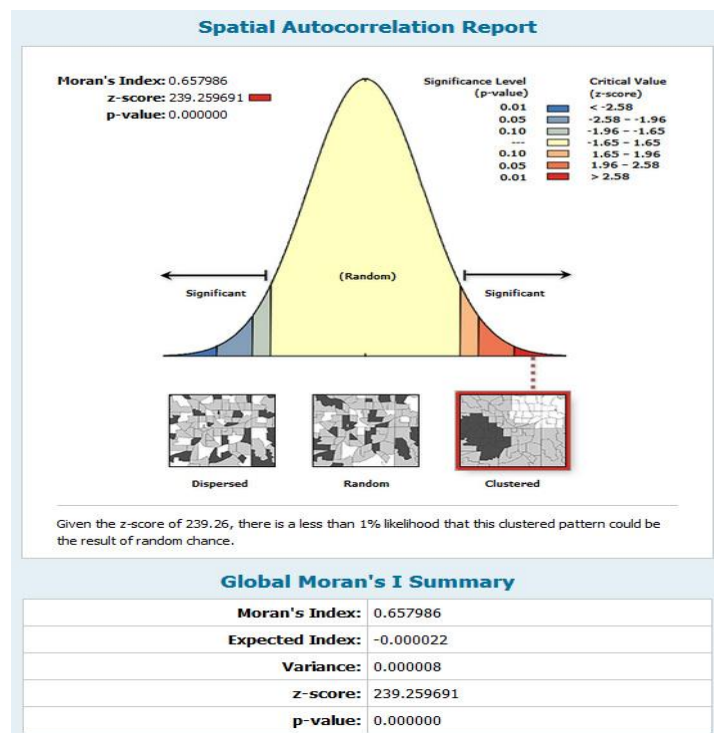 Spatial Autocorrelation Report
Moran's Index: 0.657986
z-score: 239.259691
p-value: 0.000000
Significance Level
(p-value)
Critical Value
(z-score)
0.01 < -2.58
0.05 -2.58 - -1.96
0.10 -1.96 - -1.65
--- -1.65 - 1.65
0.10 1.65 - 1.96
0.05 1.96 - 2.58
0.01 > 2.58
(Random)
Significant
Significant
Dispersed
Random
Clustered
Given the z-score of 239.26, there is a less than 1% likelihood that this clustered pattern could be
the result of random chance.
Global Moran's I Summary
Moran's Index: 0.657986
Expected Index: -0.000022
Variance: 0.000008
z-score: 239.259691
p-value: 0.000000